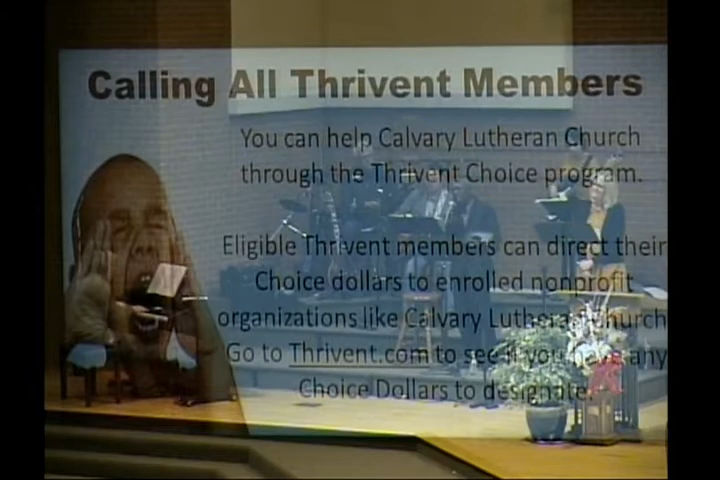 Calling All Thrivent Members
You can help Calvary Lutheran Church
through the Thrivent Choice program.
Eligible Thrivent members can direct their
Choice dollars to enrolled nonprofit
organizations like Calvary Lutheran Church
Go to Thrivent.com to see if you have any
Choice Dollars to designate.